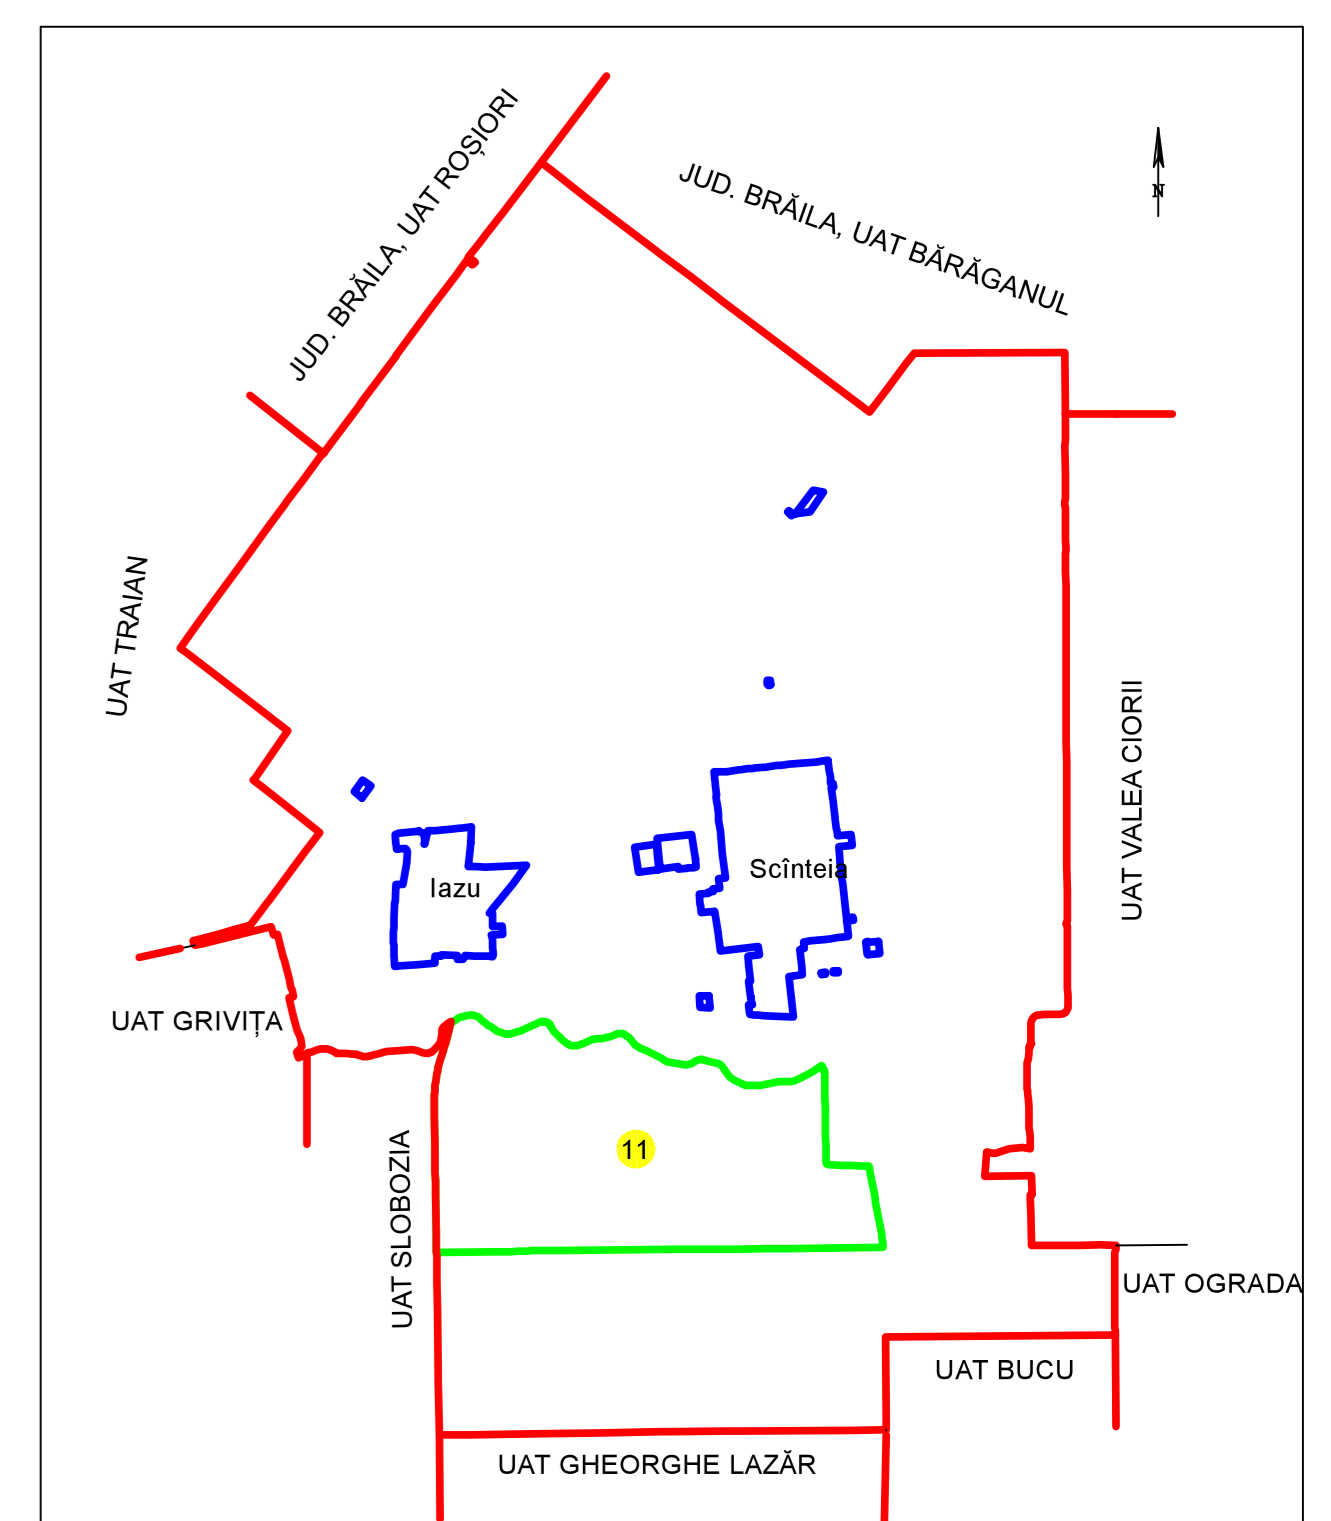 JUD. BRĂILA, UAT ROȘIORI
JUD. BRĂILA, UAT BĂRĂGANUL
N
UAT TRAIAN
UAT VALEA CIORII
Scînteia
Iazu
UAT GRIVIȚA
11
UAT SLOBOZIA
UAT OGRADA
UAT BUCU
UAT GHEORGHE LAZĂR